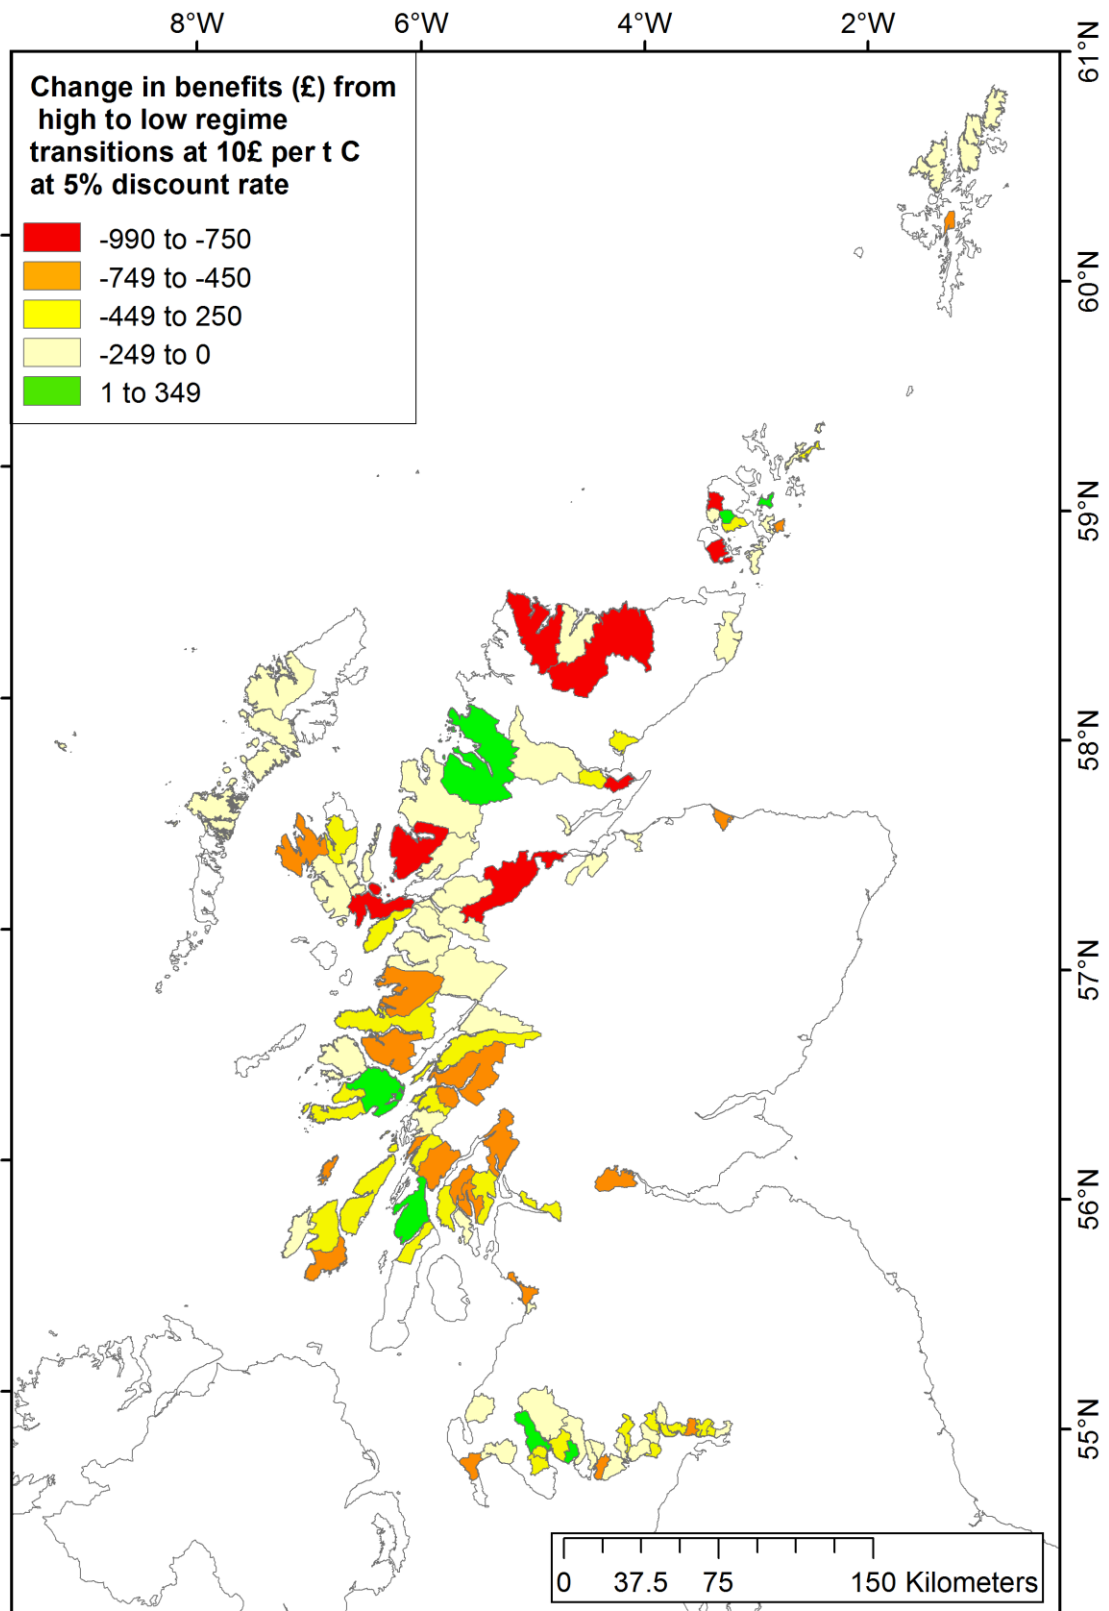 8°W 6°W 4°W 2°W
61°N
Change in benefits (£) from
high to low regime
transitions at 10£ per t C
at 5% discount rate
-990 to -750
-749 to -450
-449 to 250
-249 to 0
1 to 349
60°N
59°N
58°N
57°N
56°N
55°N
0 37.5 75 150 Kilometers